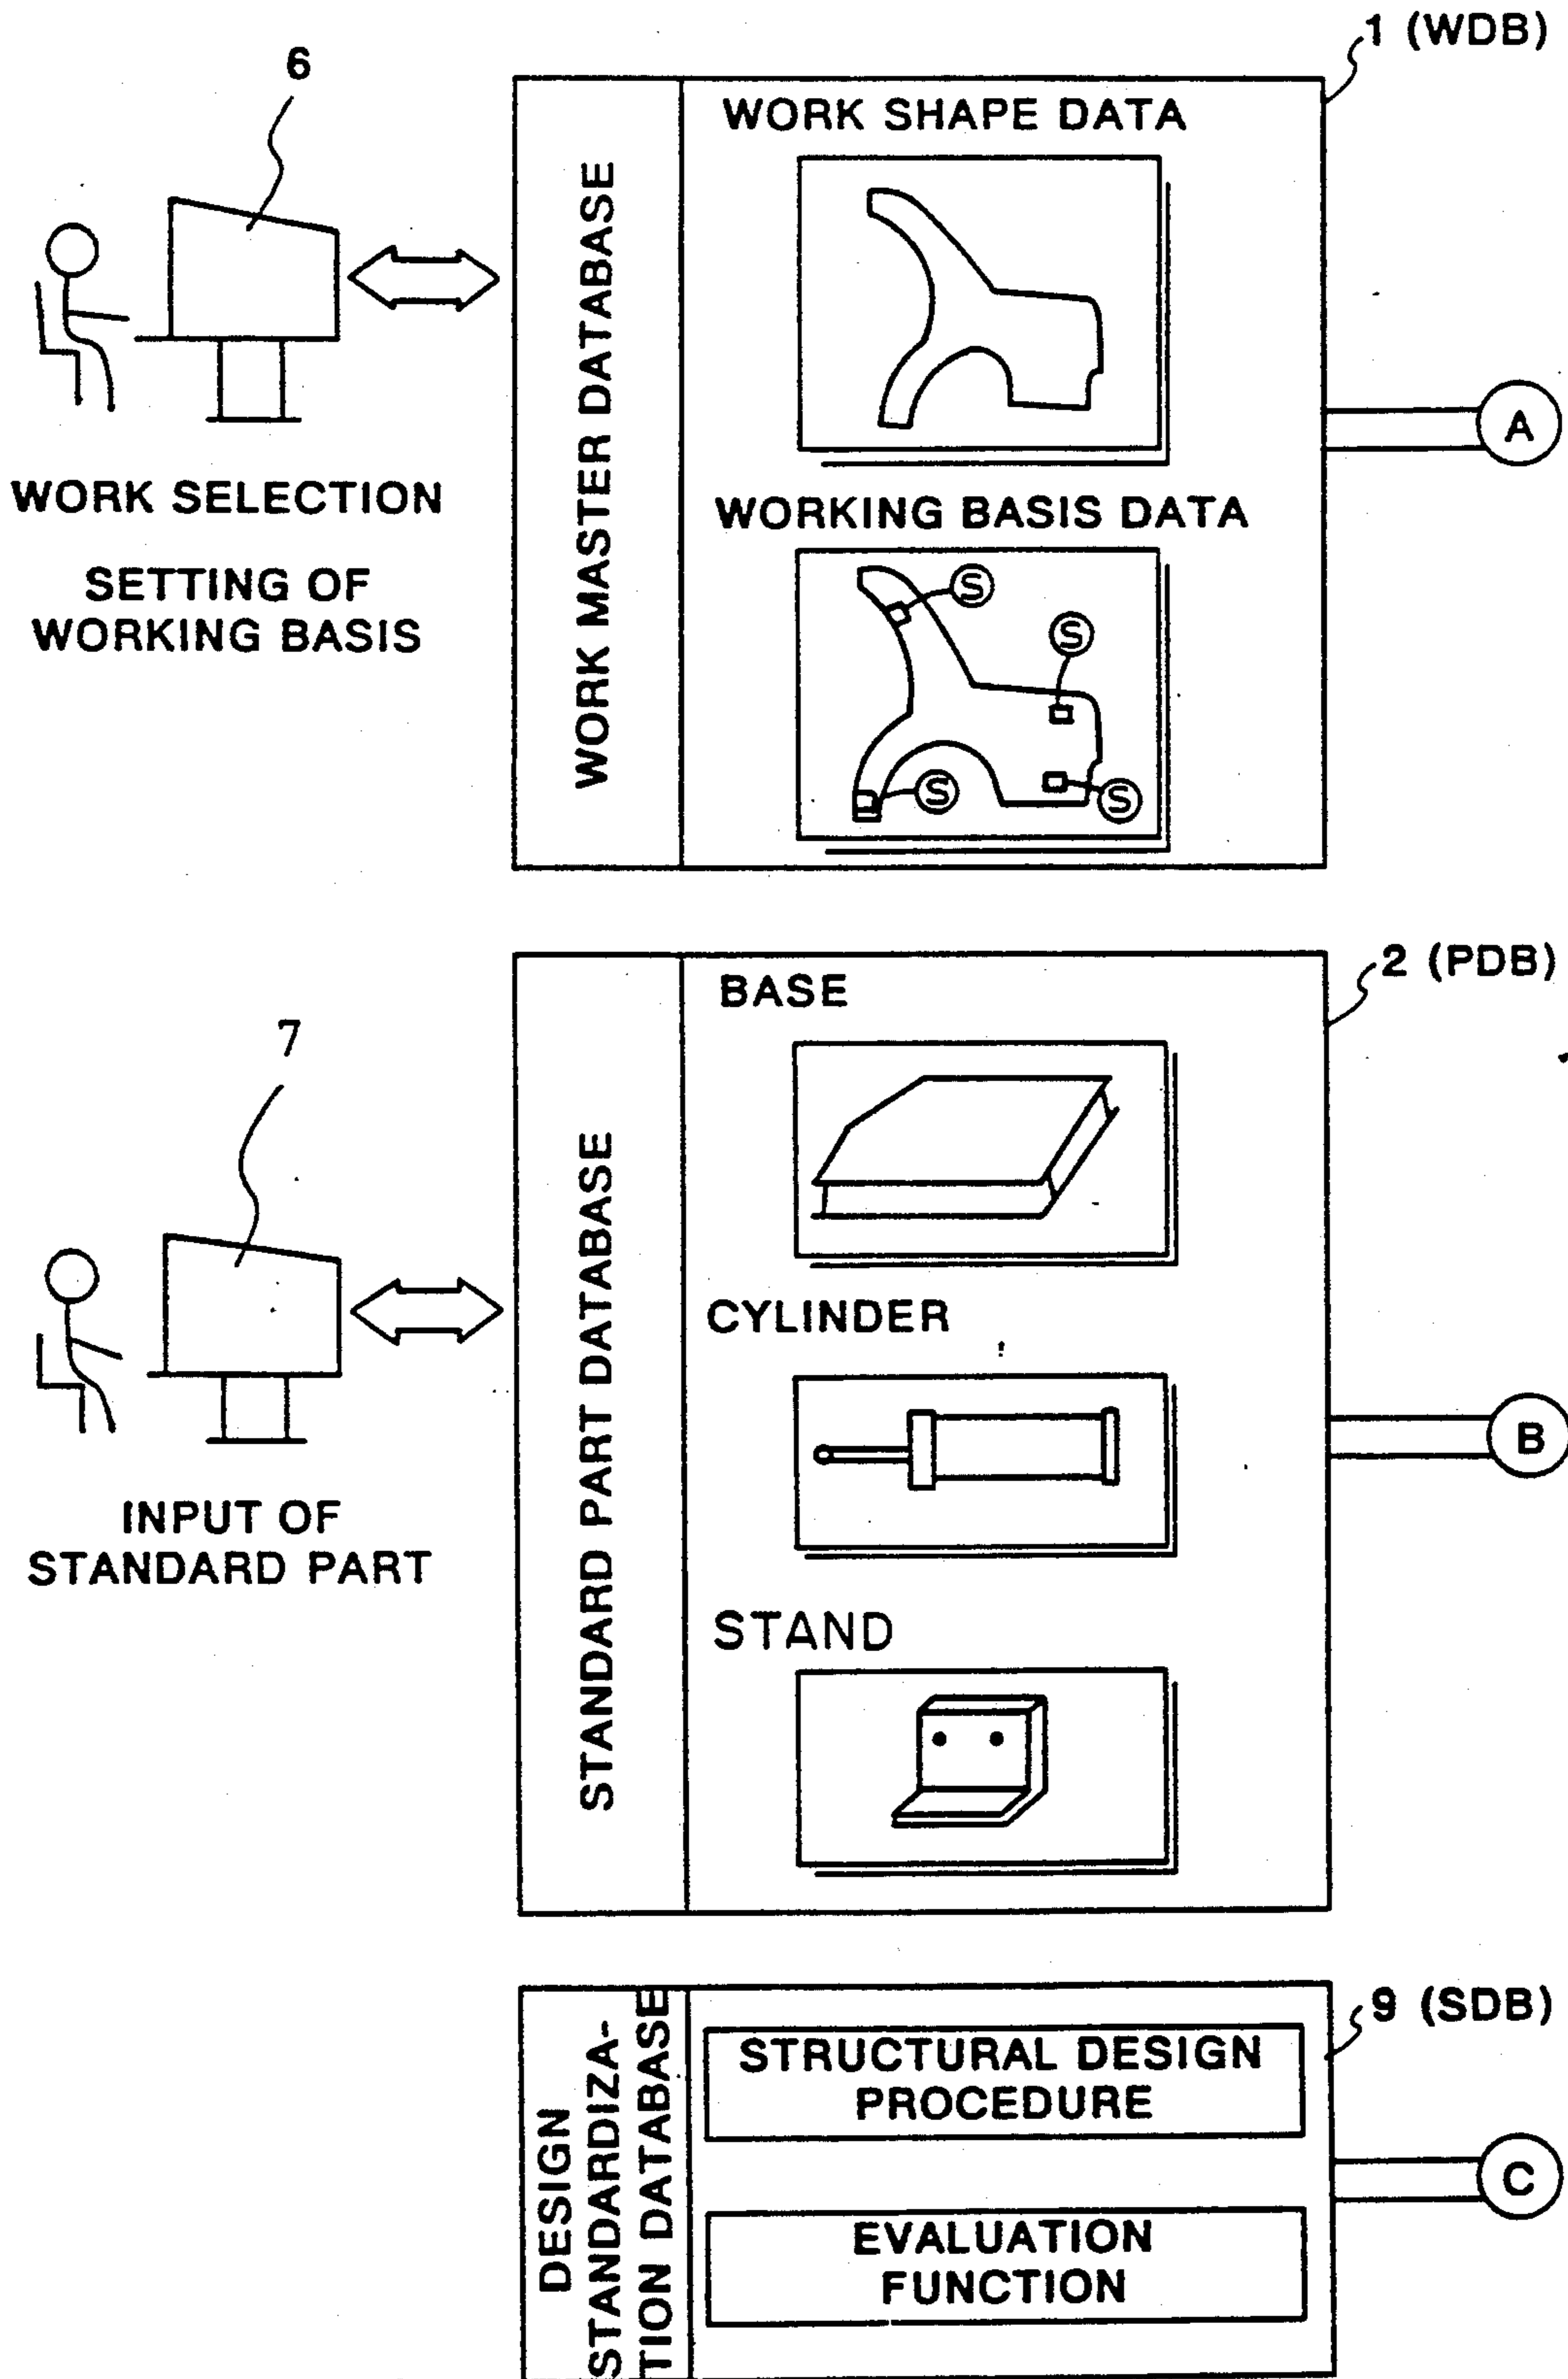 1 (WDB)
6
WORK MASTER DATABASE
WORK SHAPE DATA
A
WORK SELECTION
SETTING OF
WORKING BASIS
WORKING BASIS DATA
S
S
S
S
2 (PDB)
7
STANDARD PART DATABASE
BASE
CYLINDER
B
INPUT OF
STANDARD PART
STAND
9 (SDB)
DESIGN
STANDARDIZA-
TION DATABASE
STRUCTURAL DESIGN
PROCEDURE
C
EVALUATION
FUNCTION